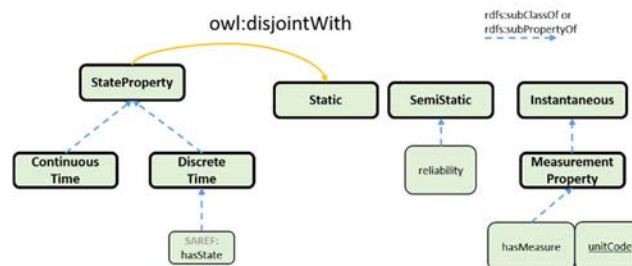 owl:disjointWith
rdfs:subClassOf or
rdfs:subPropertyOf
StateProperty
Static
SemiStatic
Instantaneous
Continuous
Time
Discrete
Time
reliability
Measurement
Property
SAREF:
hasState
hasMeasure
unitCode